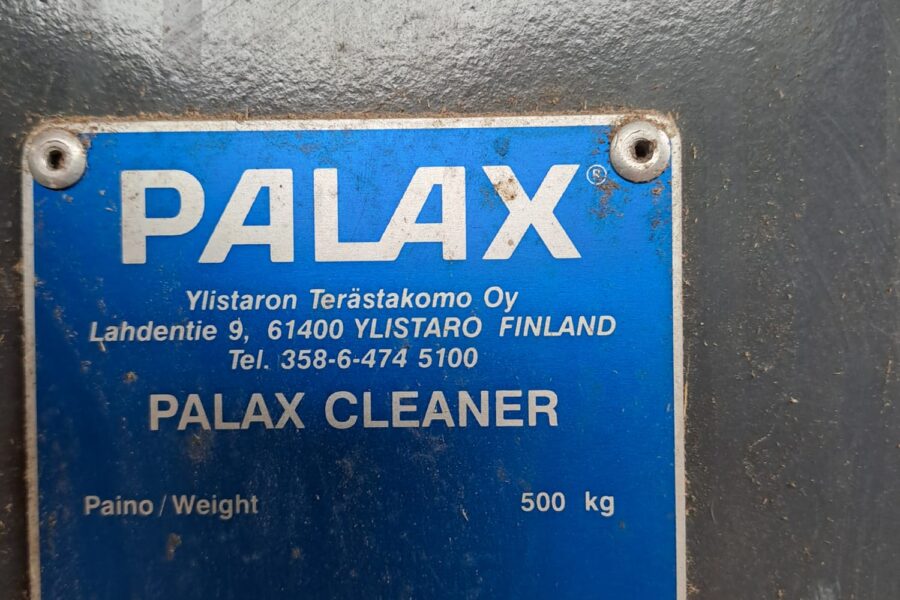 PALAX®
Ylistaron Terästakomo Oy
Lahdentie 9, 61400 YLISTARO FINLAND
Tel. 358-6-474 5100
PALAX CLEANER
Paino/Weight 500 kg